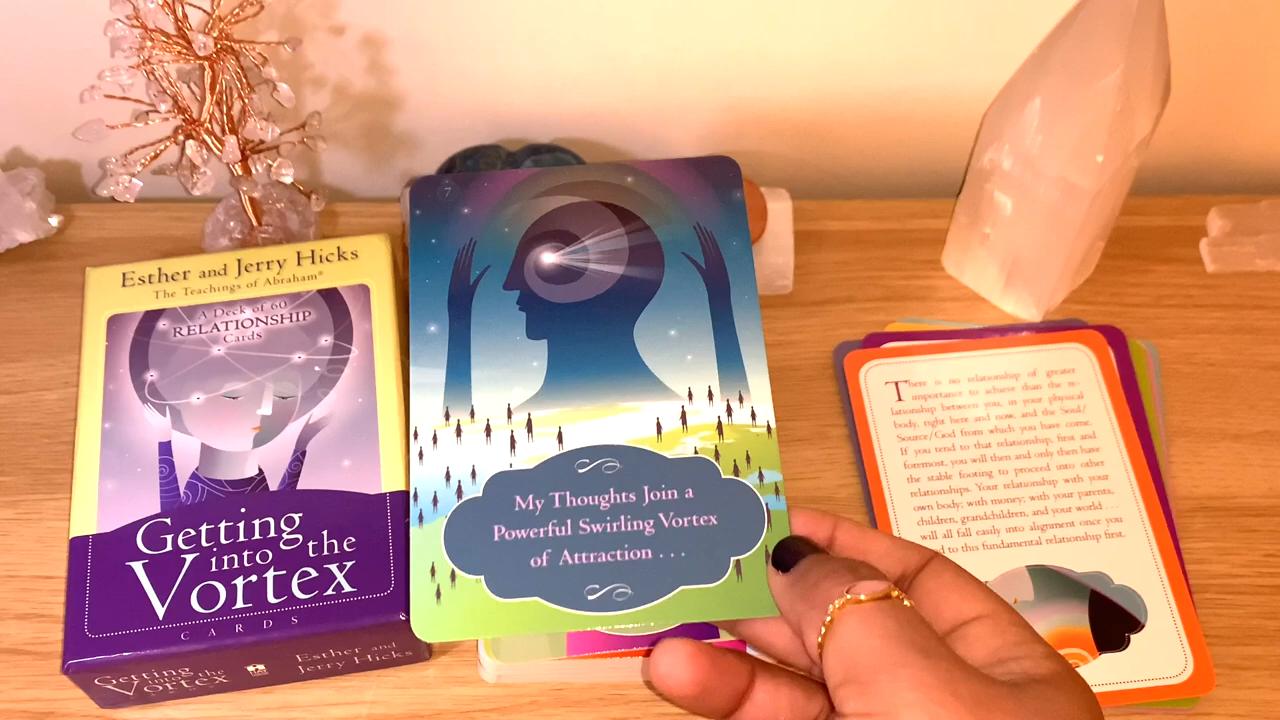 Esther and Jerry Hicks
The Teachings of Abraham®
A Deck of 60
RELATIONSHIP
Cards
Getting
into the
Vortex
CARDS
Getting
into the
Vortex
Esther and
Jerry Hicks
7
My Thoughts Join a
Powerful Swirling Vortex
of Attraction . . .
There is no relationship of greater
importance to achieve than the re-
lationship between you, in your physical
body, right here and now, and the Soul/
Source/God from which you have come.
If you tend to that relationship, first and
foremost, you will then and only then have
the stable footing to proceed into other
relationships. Your relationship with your
own body; with money; with your parents,
children, grandchildren, and your world . . .
will all fall easily into alignment once you
to this fundamental relationship first.